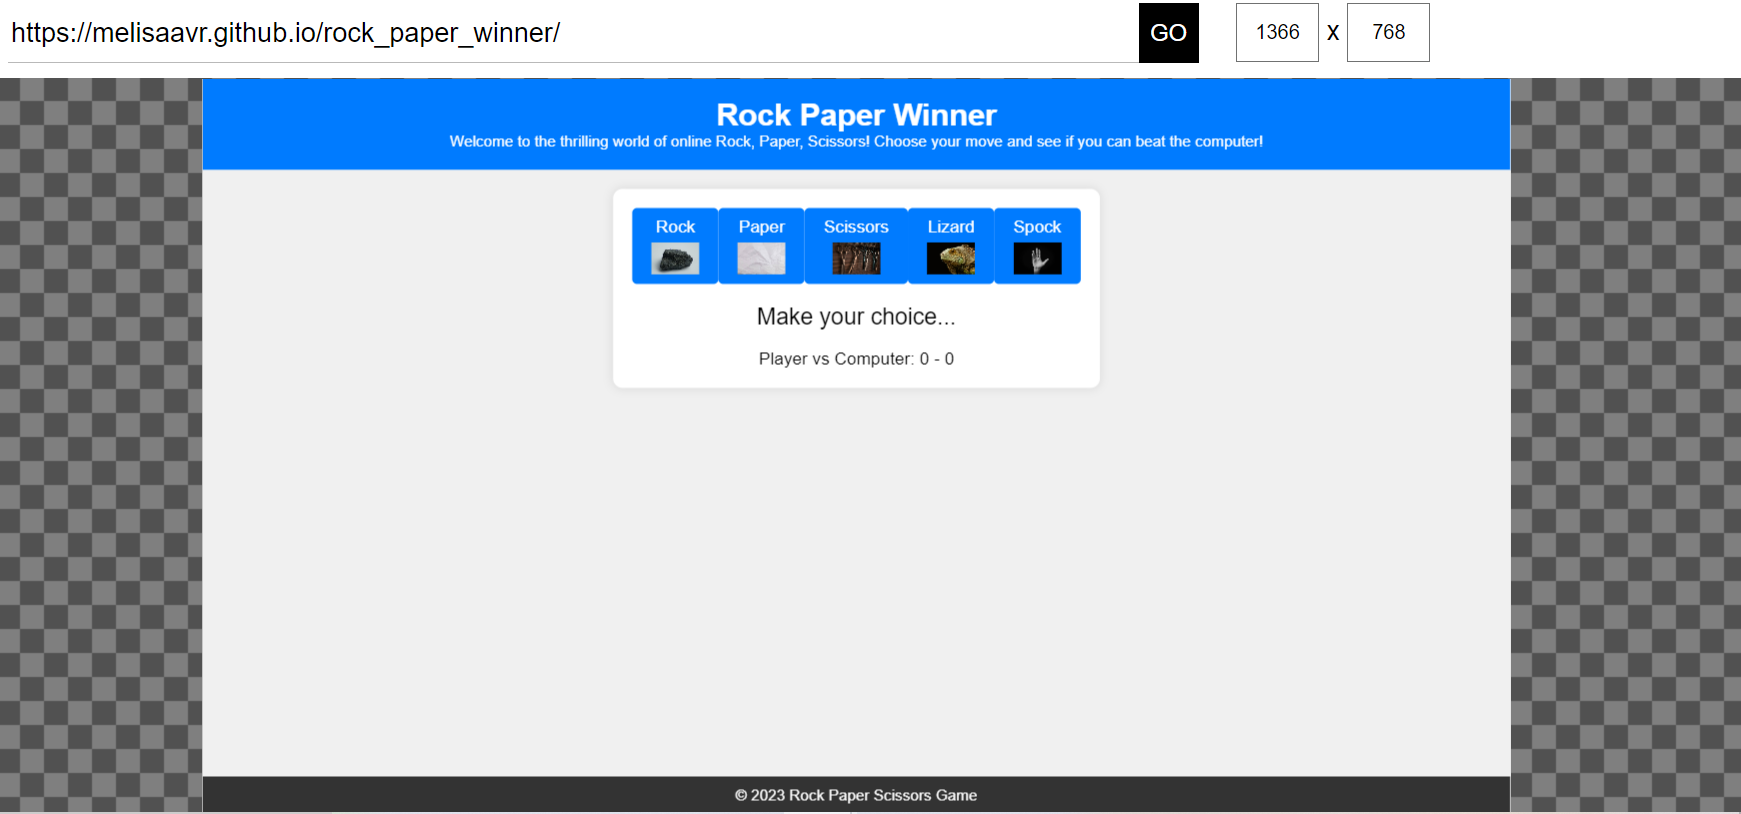 https://melisaavr.github.io/rock_paper_winner/ GO 1366 x 768
Rock Paper Winner
Welcome to the thrilling world of online Rock, Paper, Scissors! Choose your move and see if you can beat the computer!
Rock Paper Scissors Lizard Spock
Make your choice...
Player vs Computer: 0 - 0
© 2023 Rock Paper Scissors Game